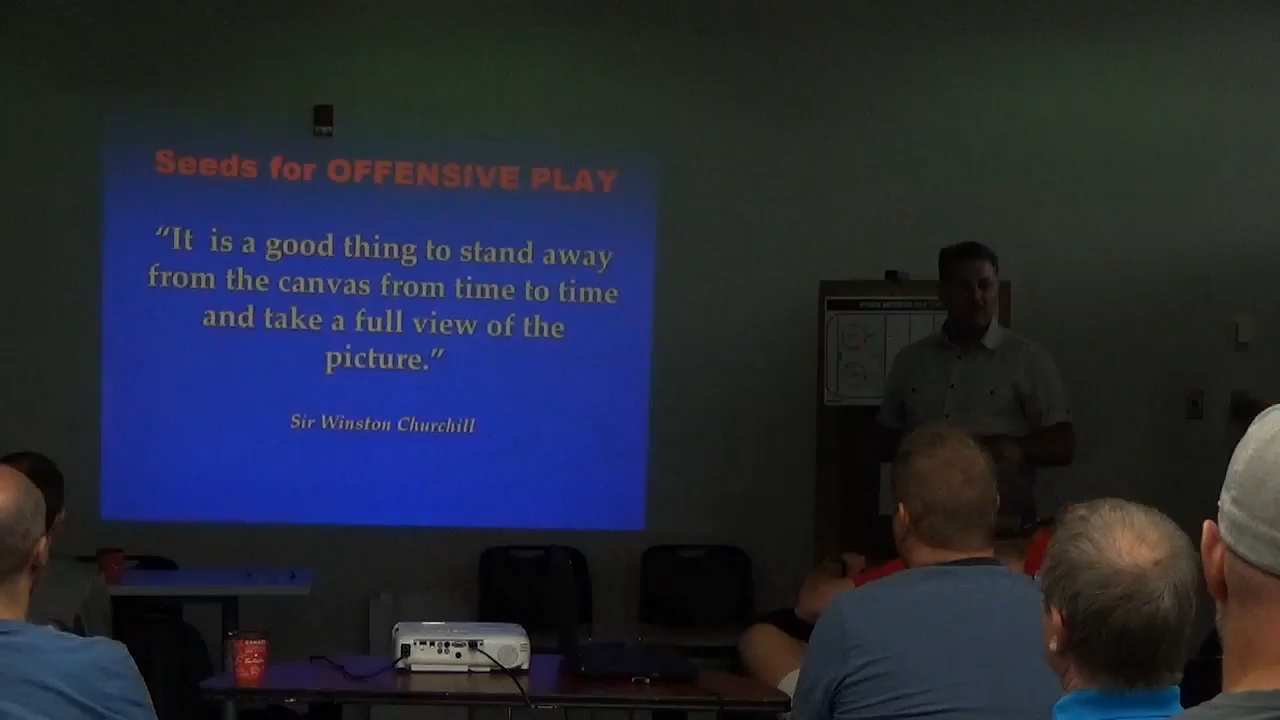 Seeds for OFFENSIVE PLAY
“It is a good thing to stand away
from the canvas from time to time
and take a full view of the
picture.”
Sir Winston Churchill